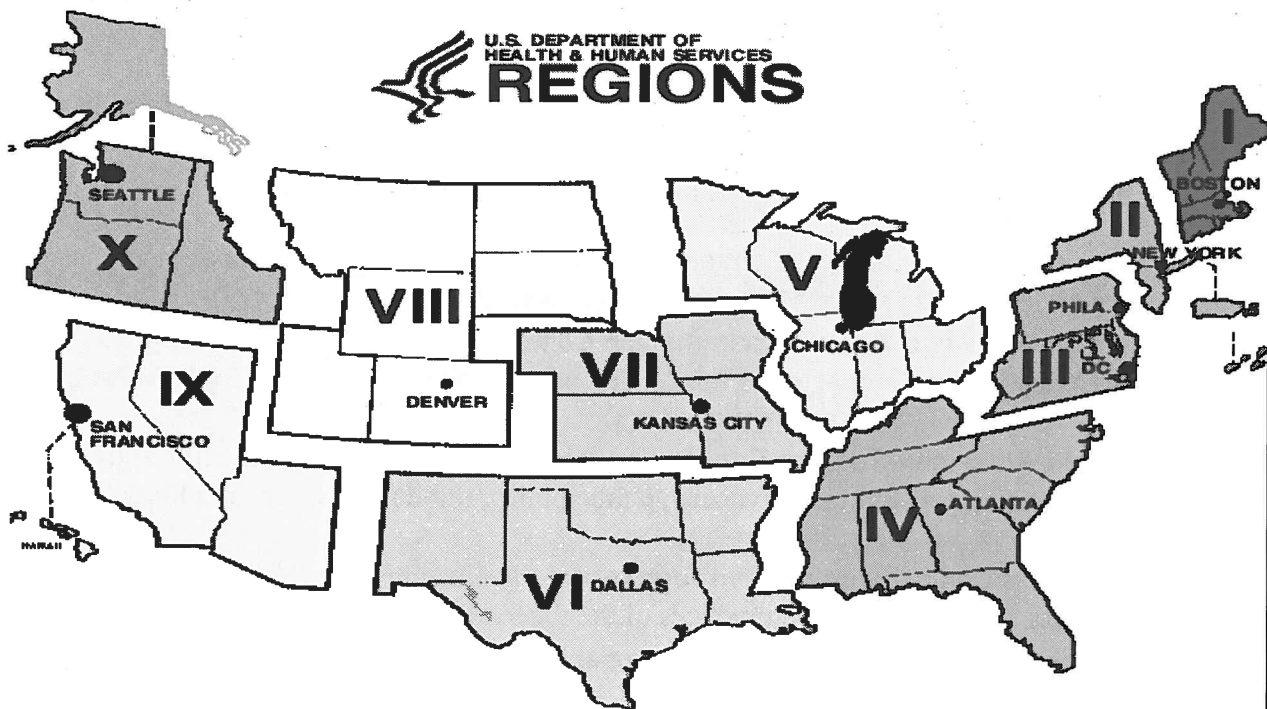 U.S. DEPARTMENT OF
HEALTH & HUMAN SERVICES
REGIONS
I
BOSTON
SEATTLE
II
X
V
NEW YORK
VIII
PHILA.
CHICAGO
III
DC
VII
IX
DENVER
KANSAS CITY
SAN
FRANCISCO
ATLANTA
IV
HAWAII
VI
DALLAS